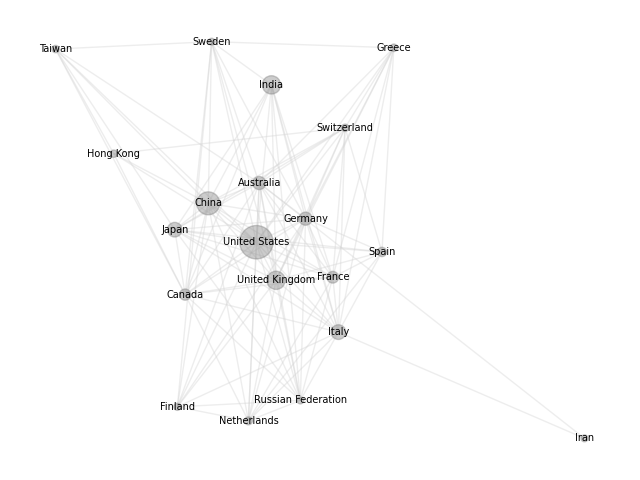 Sweden
Taiwan
Greece
India
Switzerland
Hong Kong
Australia
China
Germany
Japan
United States
Spain
United Kingdom
France
Canada
Italy
Russian Federation
Finland
Netherlands
Iran